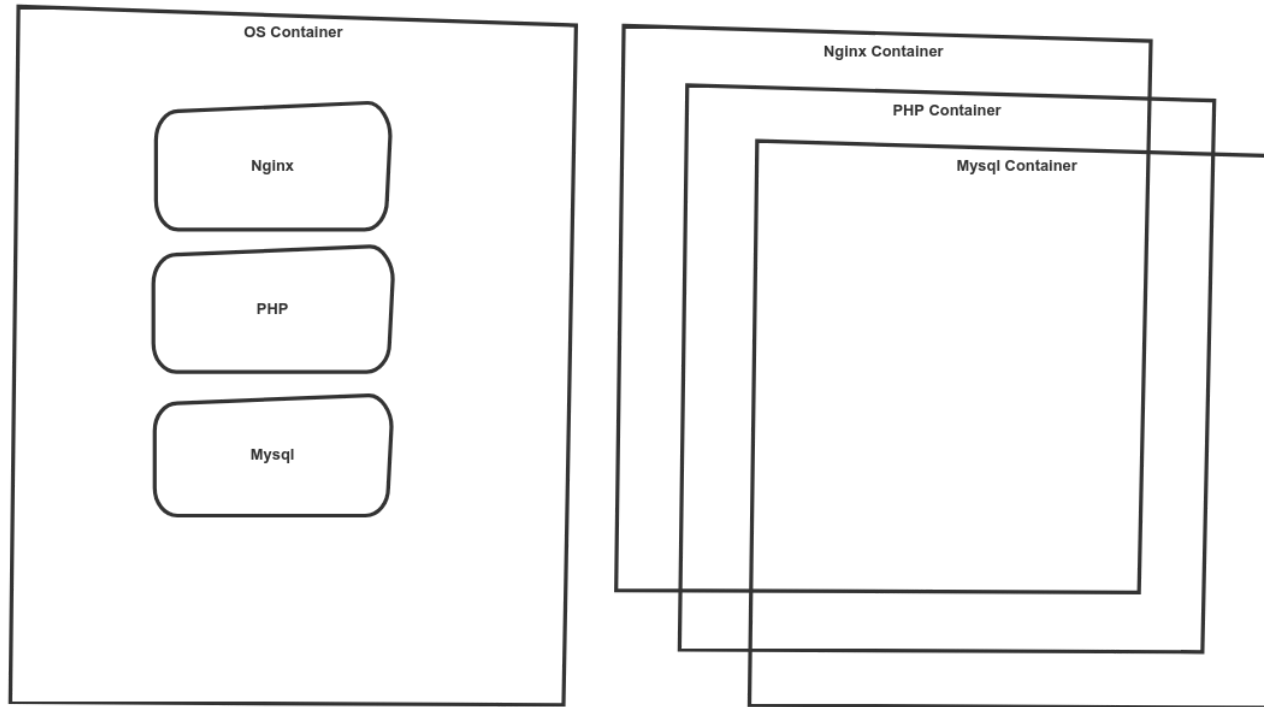 OS Container
Nginx
PHP
Mysql
Nginx Container
PHP Container
Mysql Container